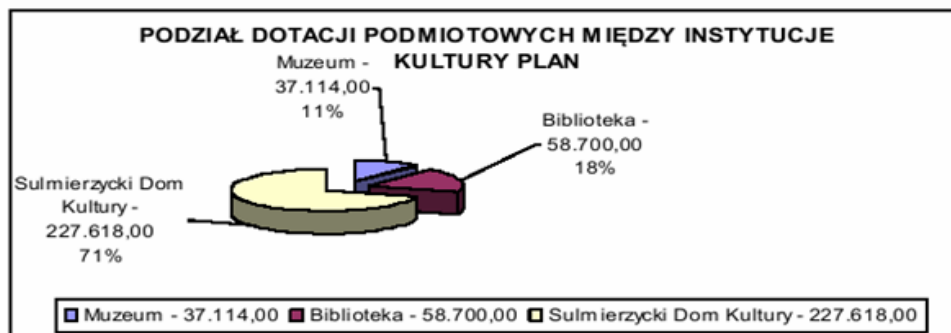 PODZIAŁ DOTACJI PODMIOTOWYCH MIĘDZY INSTYTUCJE
KULTURY PLAN
Muzeum -
37.114,00
11%
Biblioteka -
58.700,00
18%
Sulmierzycki Dom
Kultury -
227.618,00
71%
Muzeum - 37.114,00 Biblioteka - 58.700,00 Sulmierzycki Dom Kultury - 227.618,00